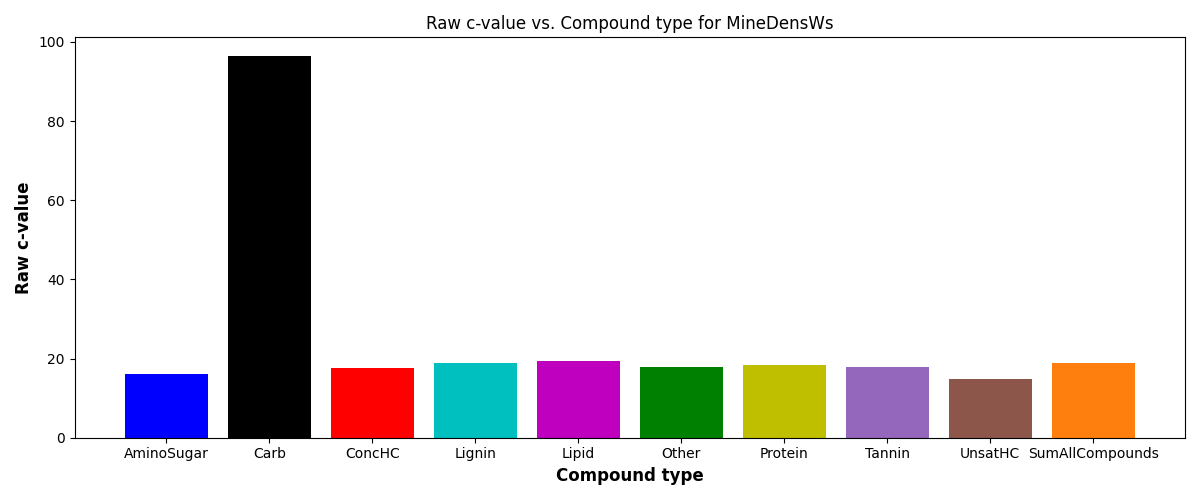 Raw c-value vs. Compound type for MineDensWs
Raw c-value
100
80
60
40
20
0
AminoSugar Carb ConcHC Lignin Lipid Other Protein Tannin UnsatHC SumAllCompounds
Compound type